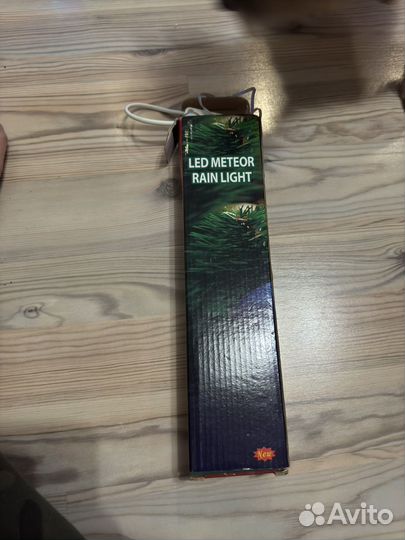 LED METEOR
RAIN LIGHT
New
Avito